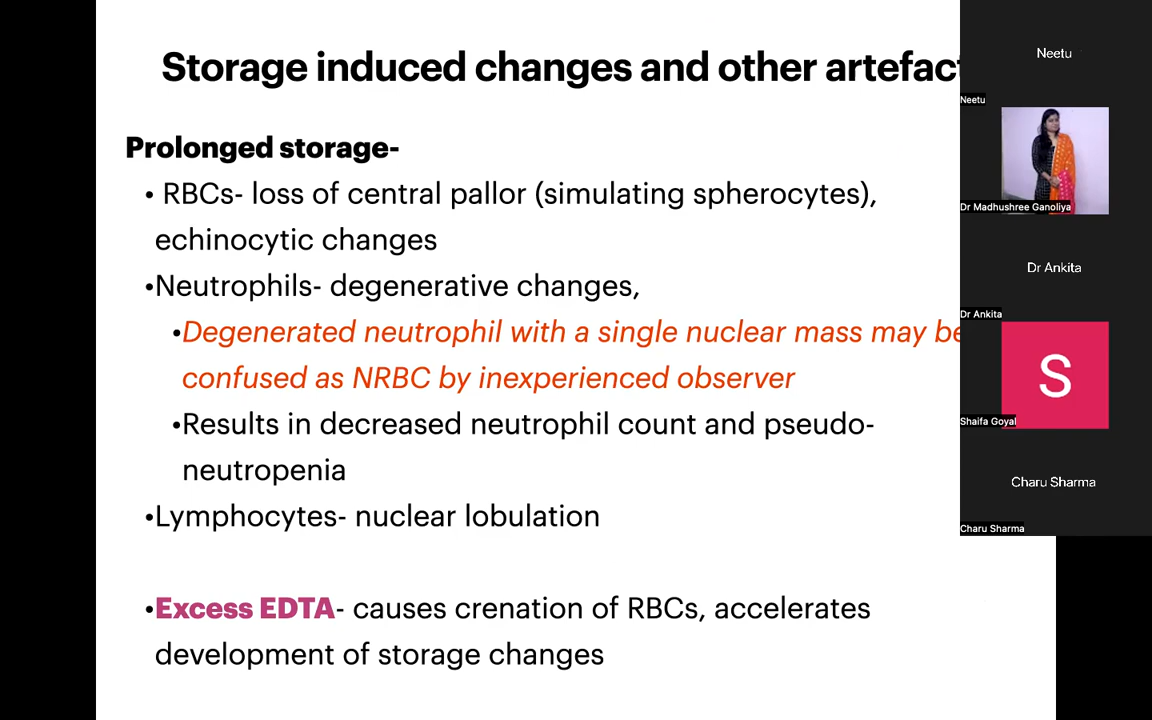 Storage induced changes and other artefact
Prolonged storage-
• RBCs- loss of central pallor (simulating spherocytes),
echinocytic changes
•Neutrophils- degenerative changes,
•Degenerated neutrophil with a single nuclear mass may be
confused as NRBC by inexperienced observer
•Results in decreased neutrophil count and pseudo-
neutropenia
•Lymphocytes- nuclear lobulation
•Excess EDTA- causes crenation of RBCs, accelerates
development of storage changes
Neetu
Neetu
Dr Madhushree Ganoliya
Dr Ankita
Dr Ankita
S
Shaifa Goyal
Charu Sharma
Charu Sharma